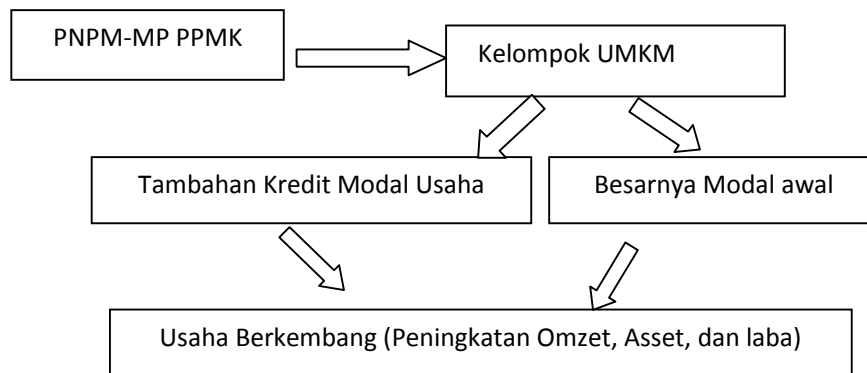 PNPM-MP PPMK
Kelompok UMKM
Tambahan Kredit Modal Usaha
Besarnya Modal awal
Usaha Berkembang (Peningkatan Omzet, Asset, dan laba)